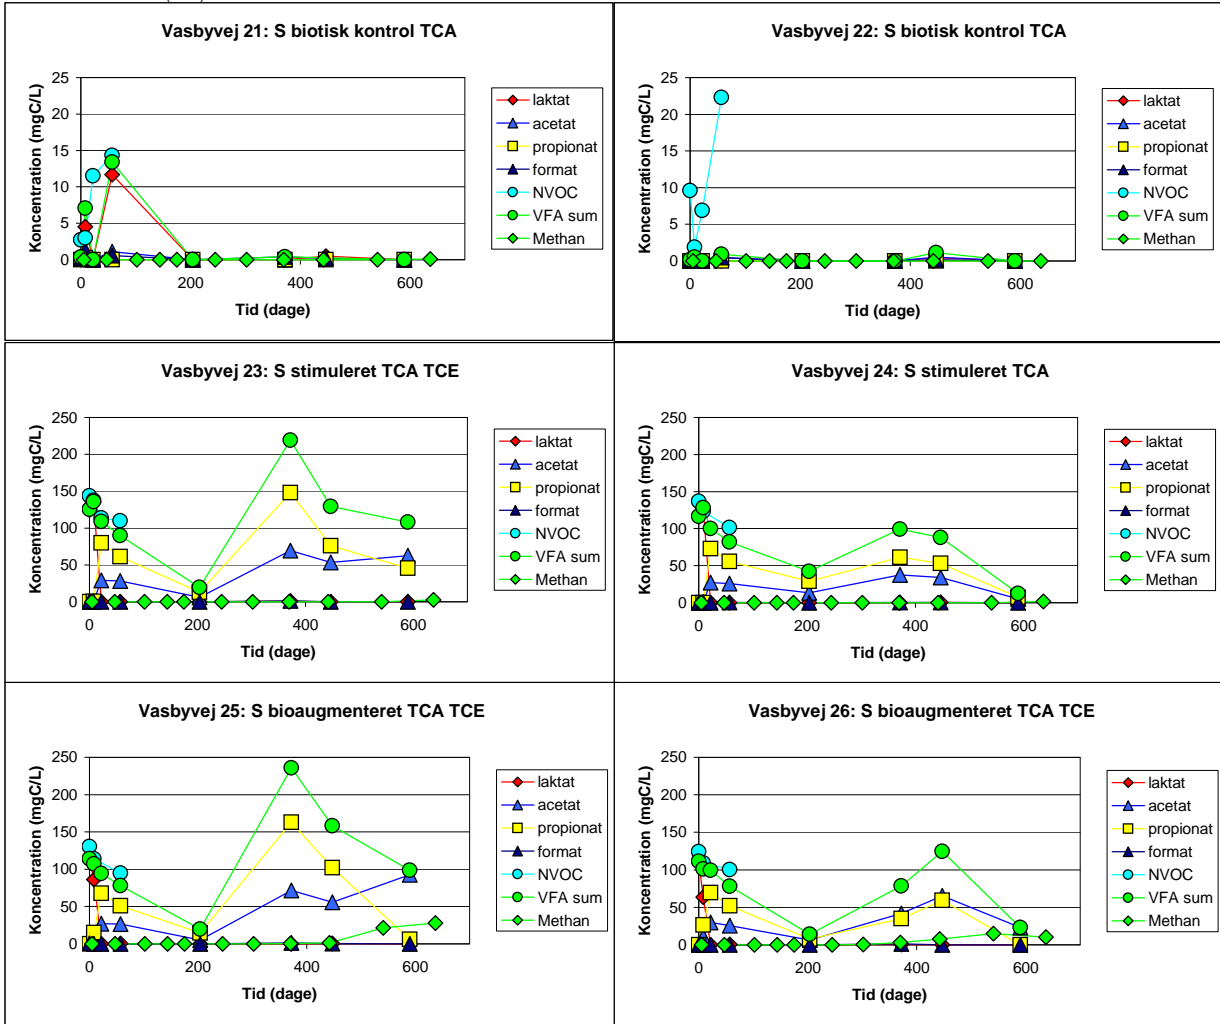 Vasbyvej 21: S biotisk kontrol TCA
Koncentration (mgC/L)
25
20
15
10
5
0
0 200 400 600
Tid (dage)
laktat
acetat
propionat
format
NVOC
VFA sum
Methan
Vasbyvej 22: S biotisk kontrol TCA
Koncentration (mgC/L)
25
20
15
10
5
0
0 200 400 600
Tid (dage)
laktat
acetat
propionat
format
NVOC
VFA sum
Methan
Vasbyvej 23: S stimuleret TCA TCE
Koncentration (mgC/L)
250
200
150
100
50
0
0 200 400 600
Tid (dage)
laktat
acetat
propionat
format
NVOC
VFA sum
Methan
Vasbyvej 24: S stimuleret TCA
Koncentration (mgC/L)
250
200
150
100
50
0
0 200 400 600
Tid (dage)
laktat
acetat
propionat
format
NVOC
VFA sum
Methan
Vasbyvej 25: S bioaugmenteret TCA TCE
Koncentration (mgC/L)
250
200
150
100
50
0
0 200 400 600
Tid (dage)
laktat
acetat
propionat
format
NVOC
VFA sum
Methan
Vasbyvej 26: S bioaugmenteret TCA TCE
Koncentration (mgC/L)
250
200
150
100
50
0
0 200 400 600
Tid (dage)
laktat
acetat
propionat
format
NVOC
VFA sum
Methan